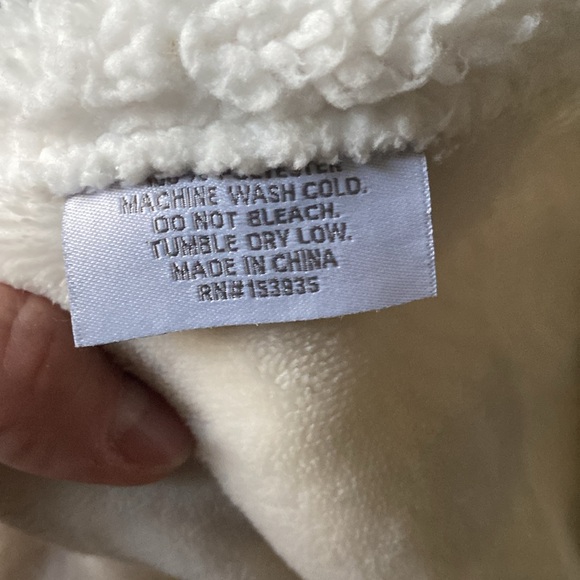 POLYESTER
MACHINE WASH COLD.
DO NOT BLEACH.
TUMBLE DRY LOW.
MADE IN CHINA
RN# 153935